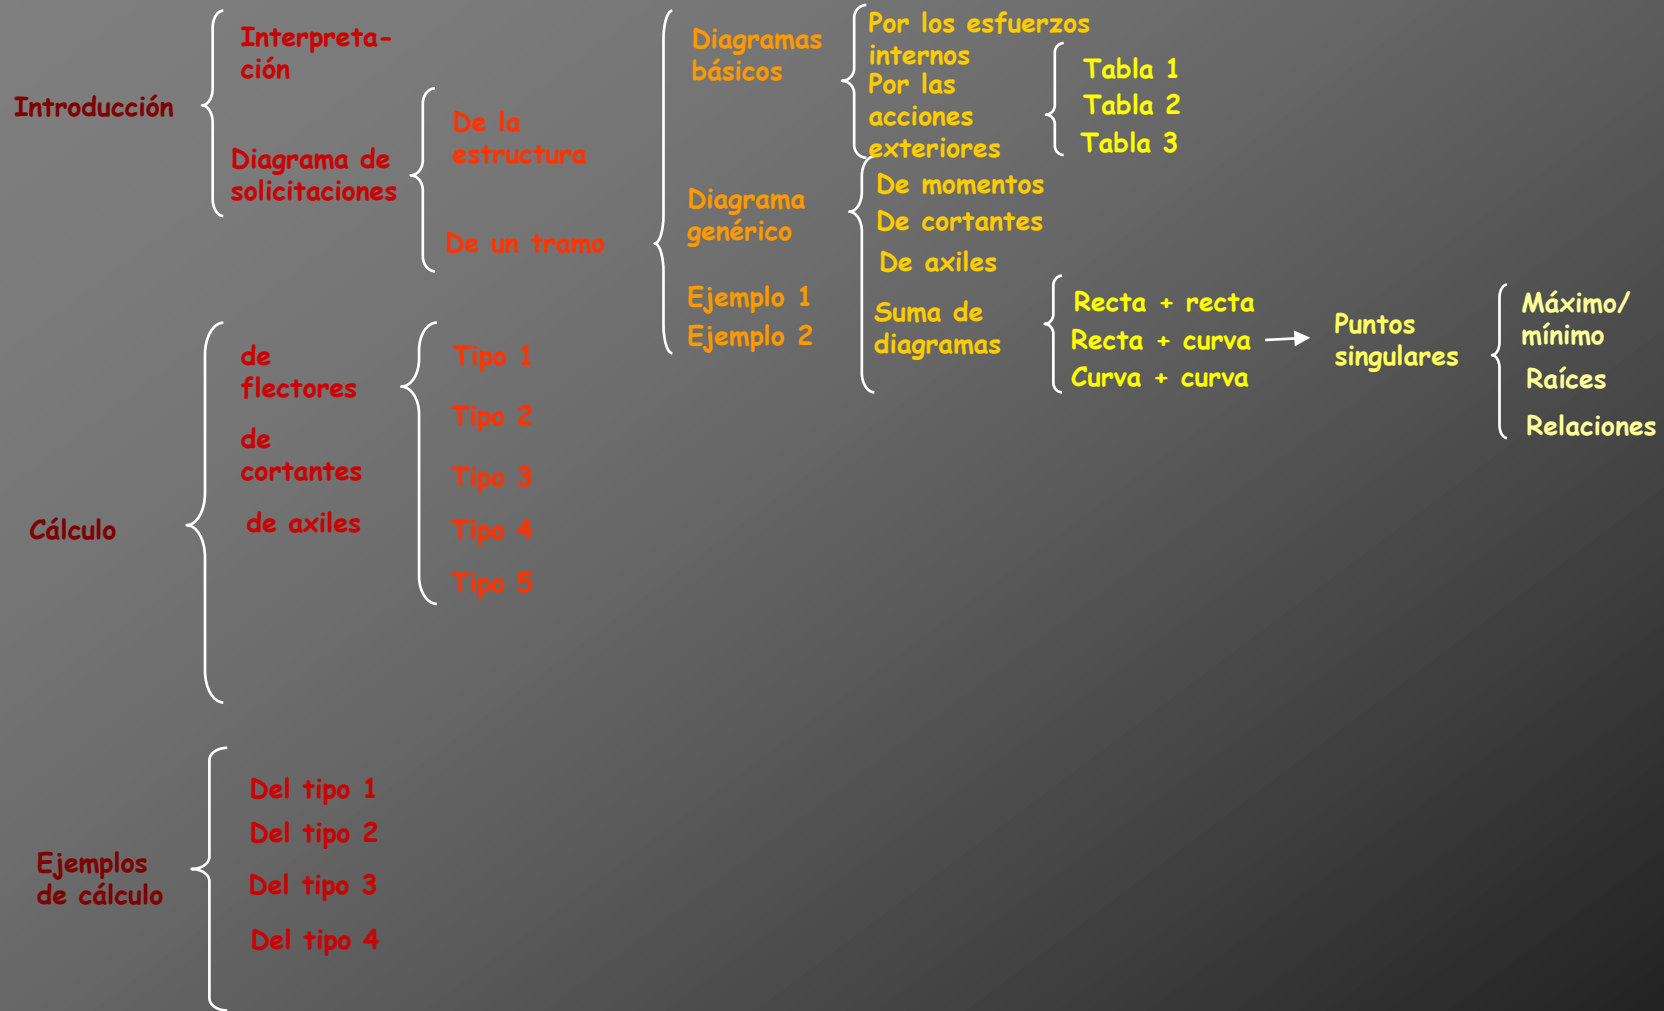 Introducción
Interpreta-
ción
Diagrama de
solicitaciones
De la
estructura
De un tramo
Diagramas
básicos
Por los esfuerzos
internos
Por las
acciones
exteriores
Tabla 1
Tabla 2
Tabla 3
Diagrama
genérico
De momentos
De cortantes
De axiles
Suma de
diagramas
Recta + recta
Recta + curva
Curva + curva
Puntos
singulares
Máximo/
mínimo
Raíces
Relaciones
Ejemplo 1
Ejemplo 2
Cálculo
de
flectores
de
cortantes
de axiles
Tipo 1
Tipo 2
Tipo 3
Tipo 4
Tipo 5
Ejemplos
de cálculo
Del tipo 1
Del tipo 2
Del tipo 3
Del tipo 4